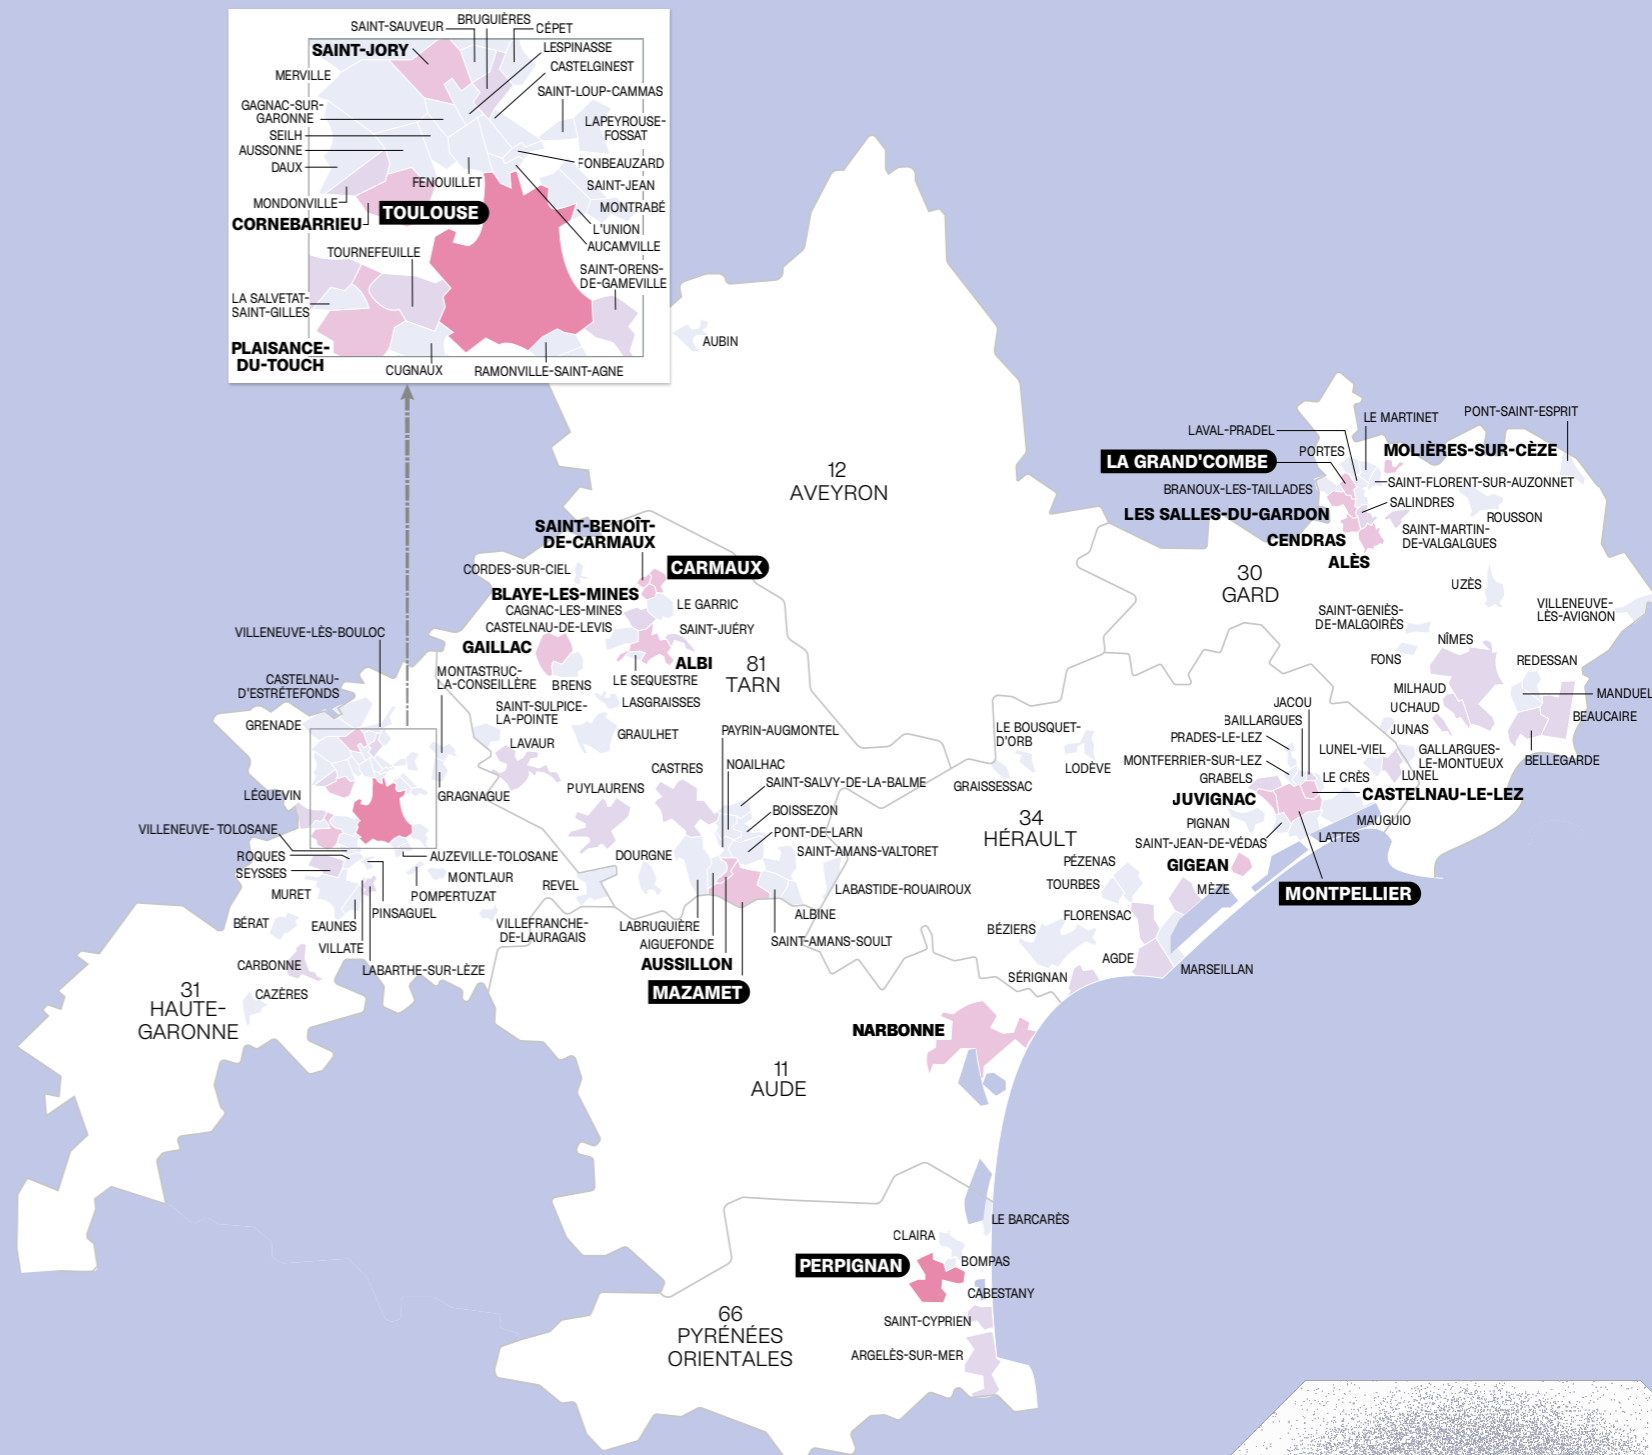 SAINT-SAUVEUR
BRUGUIÈRES
CÉPET
SAINT-JORY
LESPINASSE
CASTELGINEST
MERVILLE
SAINT-LOUP-CAMMAS
GAGNAC-SUR-
GARONNE
LAPEYROUSE-
FOSSAT
SEILH
AUSSONNE
DAUX
FONBEAUZARD
FENOUILLET
SAINT-JEAN
MONDONVILLE
MONTRABÉ
CORNEBARRIEU
TOULOUSE
L'UNION
AUCAMVILLE
TOURNEFEUILLE
SAINT-ORENS-
DE-GAMEVILLE
LA SALVETAT-
SAINT-GILLES
PLAISANCE-
DU-TOUCH
CUGNAUX
RAMONVILLE-SAINT-AGNE
AUBIN
12
AVEYRON
LE MARTINET
PONT-SAINT-ESPRIT
LAVAL-PRADEL
PORTES
MOLIÈRES-SUR-CÈZE
LA GRAND'COMBE
SAINT-FLORENT-SUR-AUZONNET
BRANOUX-LES-TAILLADES
SALINDRES
LES SALLES-DU-GARDON
ROUSSON
SAINT-MARTIN-
DE-VALGALGUES
CENDRAS
ALÈS
30
GARD
UZÈS
VILLENEUVE-
LÈS-AVIGNON
SAINT-GENIÈS-
DE-MALGOIRÈS
NÎMES
FONS
REDESSAN
MILHAUD
MANDUEL
UCHAUD
BEAUCAIRE
JUNAS
GALLARGUES-
LE-MONTUEUX
BELLEGARDE
SAINT-BENOÎT-
DE-CARMAUX
CARMAUX
CORDES-SUR-CIEL
BLAYE-LES-MINES
LE GARRIC
CAGNAC-LES-MINES
CASTELNAU-DE-LEVIS
SAINT-JUÉRY
GAILLAC
ALBI
81
TARN
LE SEQUESTRE
BRENS
LASGRAISSES
MONTASTRUC-
LA-CONSEILLÈRE
SAINT-SULPICE-
LA-POINTE
GRAULHET
LAVAUR
PAYRIN-AUGMONTEL
NOAILHAC
CASTRES
SAINT-SALVY-DE-LA-BALME
PUYLAURENS
BOISSEZON
PONT-DE-LARN
SAINT-AMANS-VALTORET
DOURGNE
LABASTIDE-ROUAIROUX
REVEL
ALBINE
LABRUGUIÈRE
AIGUEFONDE
SAINT-AMANS-SOULT
AUSSILLON
MAZAMET
VILLENEUVE-LÈS-BOULOC
CASTELNAU-
D'ESTRÉTEFONDS
GRENADE
LÉGUEVIN
GRAGNAGUE
VILLENEUVE- TOLOSANE
ROQUES
SEYSSES
AUZEVILLE-TOLOSANE
MONTLAUR
MURET
POMPERTUZAT
PINSAGUEL
BÉRAT
EAUNES
VILLATE
VILLEFRANCHE-
DE-LAURAGAIS
CARBONNE
LABARTHE-SUR-LÈZE
CAZÈRES
31
HAUTE-
GARONNE
LE BOUSQUET-
D'ORB
LODÈVE
GRAISSESSAC
JACOU
BAILLARGUES
PRADES-LE-LEZ
LUNEL-VIEL
MONTFERRIER-SUR-LEZ
LUNEL
GRABELS
LE CRÈS
JUVIGNAC
CASTELNAU-LE-LEZ
34
HÉRAULT
PIGNAN
MAUGUIO
SAINT-JEAN-DE-VÉDAS
LATTES
GIGEAN
PÉZENAS
TOURBES
MÈZE
MONTPELLIER
FLORENSAC
BÉZIERS
AGDE
MARSEILLAN
SÉRIGNAN
NARBONNE
11
AUDE
LE BARCARÈS
CLAIRA
BOMPAS
PERPIGNAN
CABESTANY
66
PYRÉNÉES
ORIENTALES
SAINT-CYPRIEN
ARGELÈS-SUR-MER